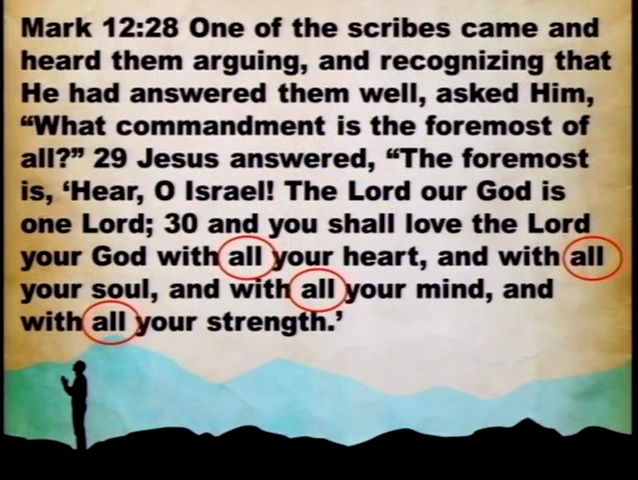 Mark 12:28 One of the scribes came and
heard them arguing, and recognizing that
He had answered them well, asked Him,
“What commandment is the foremost of
all?” 29 Jesus answered, “The foremost
is, ‘Hear, O Israel! The Lord our God is
one Lord; 30 and you shall love the Lord
your God with all your heart, and with all
your soul, and with all your mind, and
with all your strength.’